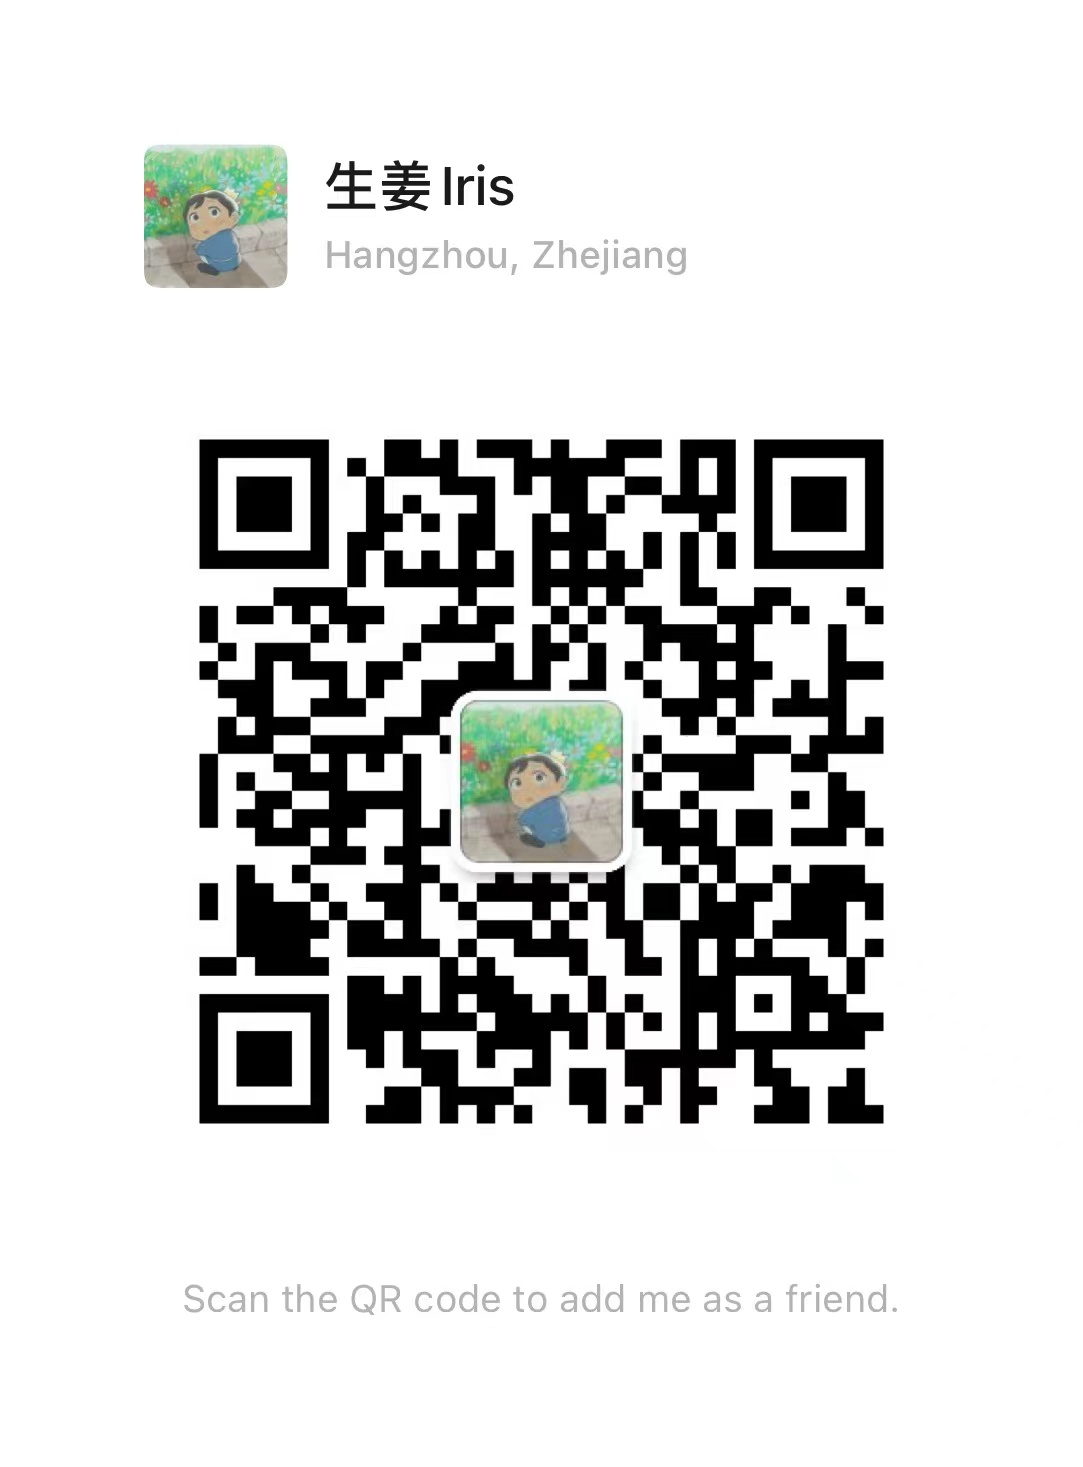 生姜Iris
Hangzhou, Zhejiang
Scan the QR code to add me as a friend.